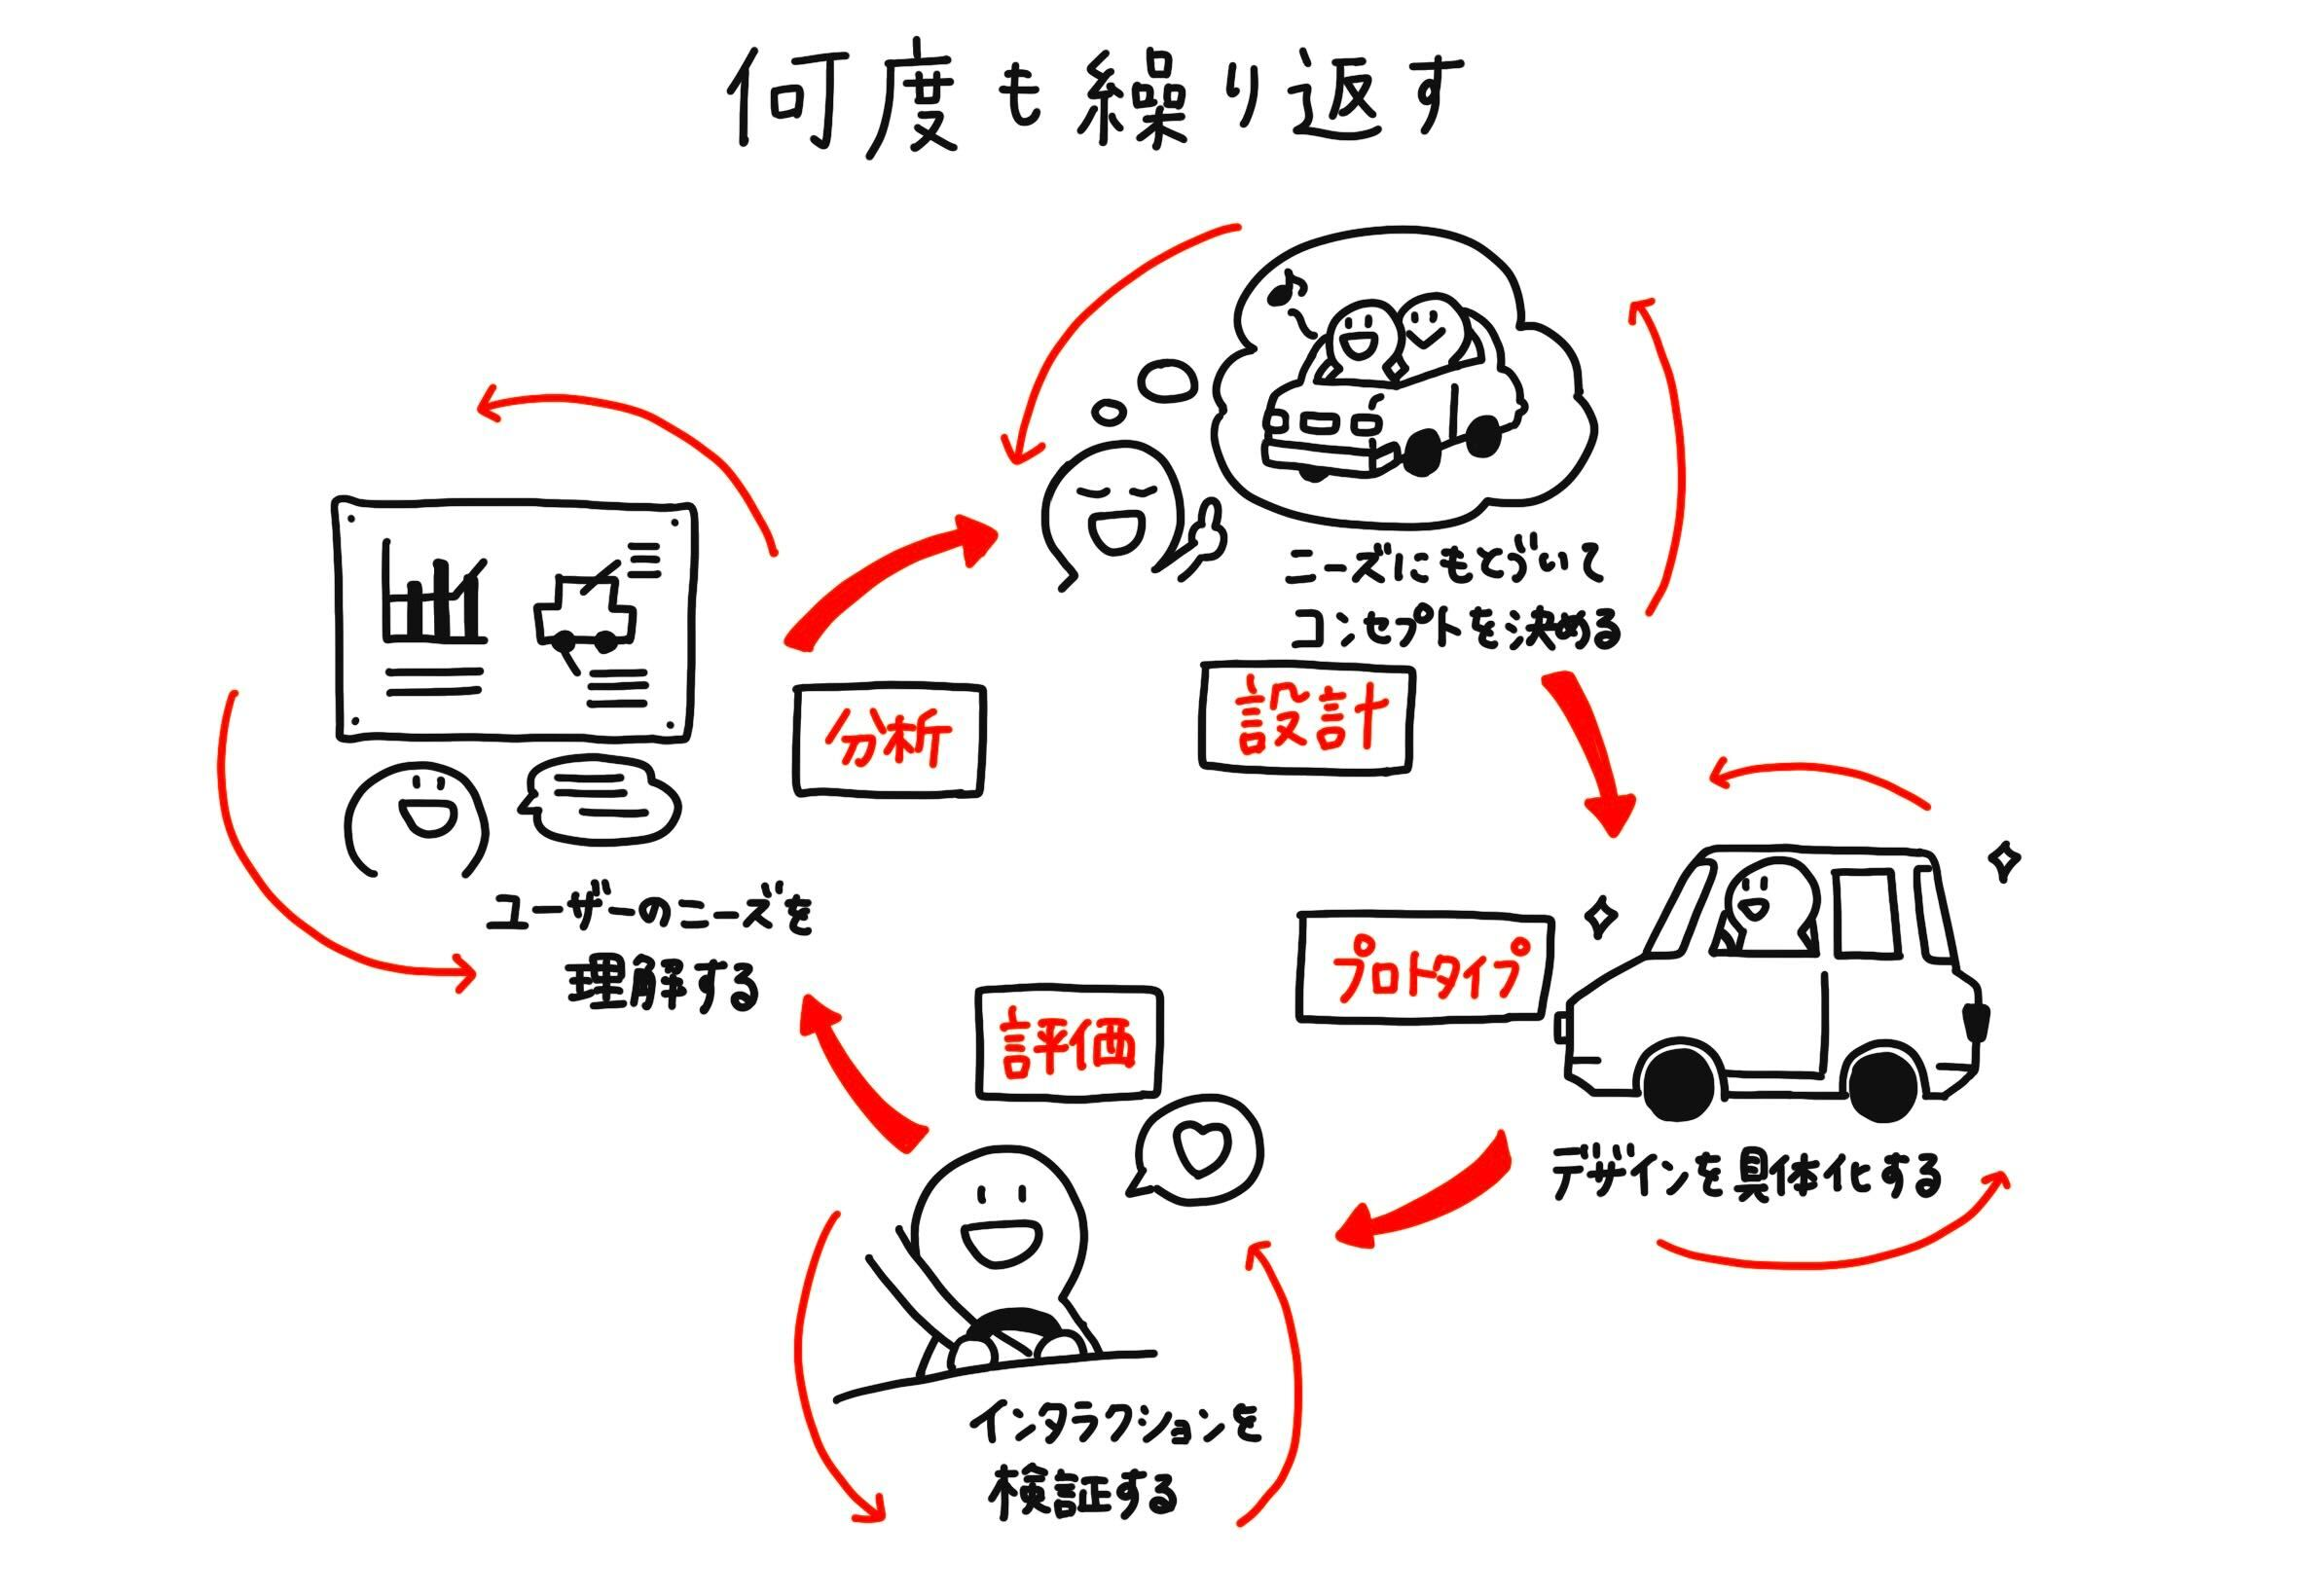 何度も繰り返す
ニーズにもとづいて
コンセプトを決める
分析
設計
ユーザーのニーズを
理解する
プロトタイプ
評価
デザインを具体化する
インタラクションを
検証する